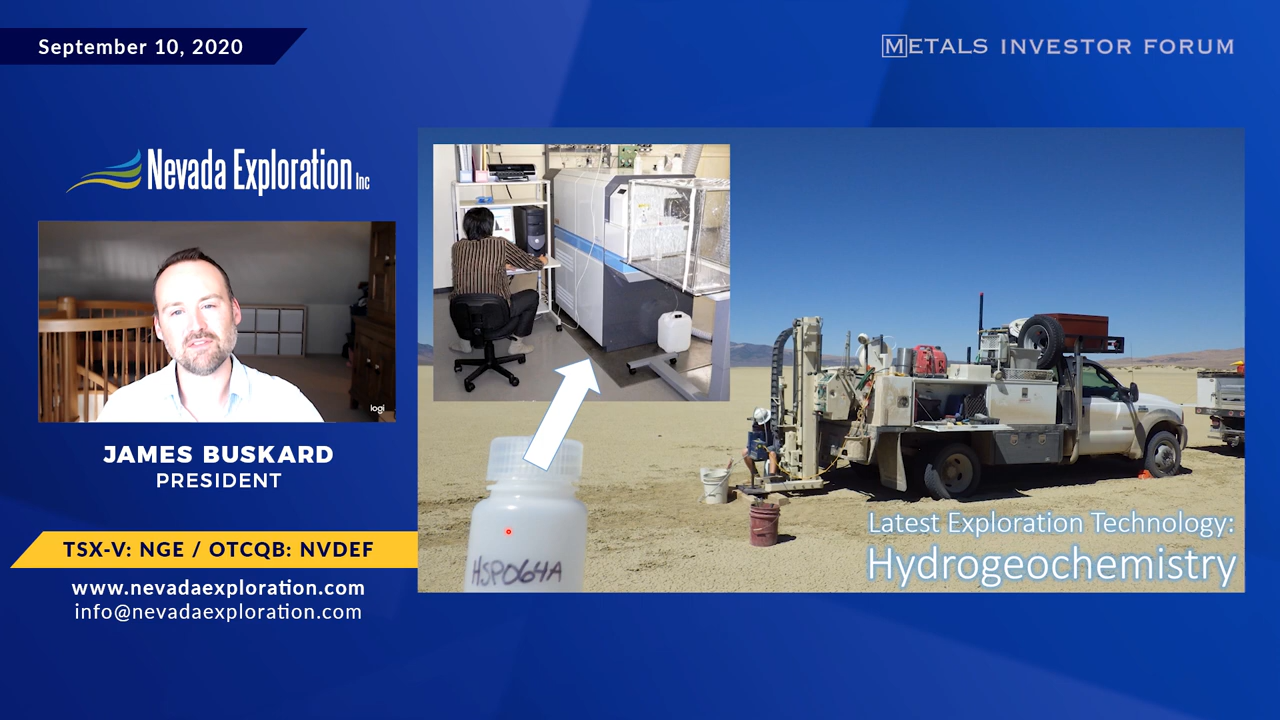 September 10, 2020
METALS INVESTOR FORUM
Nevada Exploration Inc
logi
JAMES BUSKARD
PRESIDENT
TSX-V: NGE / OTCQB: NVDEF
www.nevadaexploration.com
info@nevadaexploration.com
HSP064A
Latest Exploration Technology:
Hydrogeochemistry